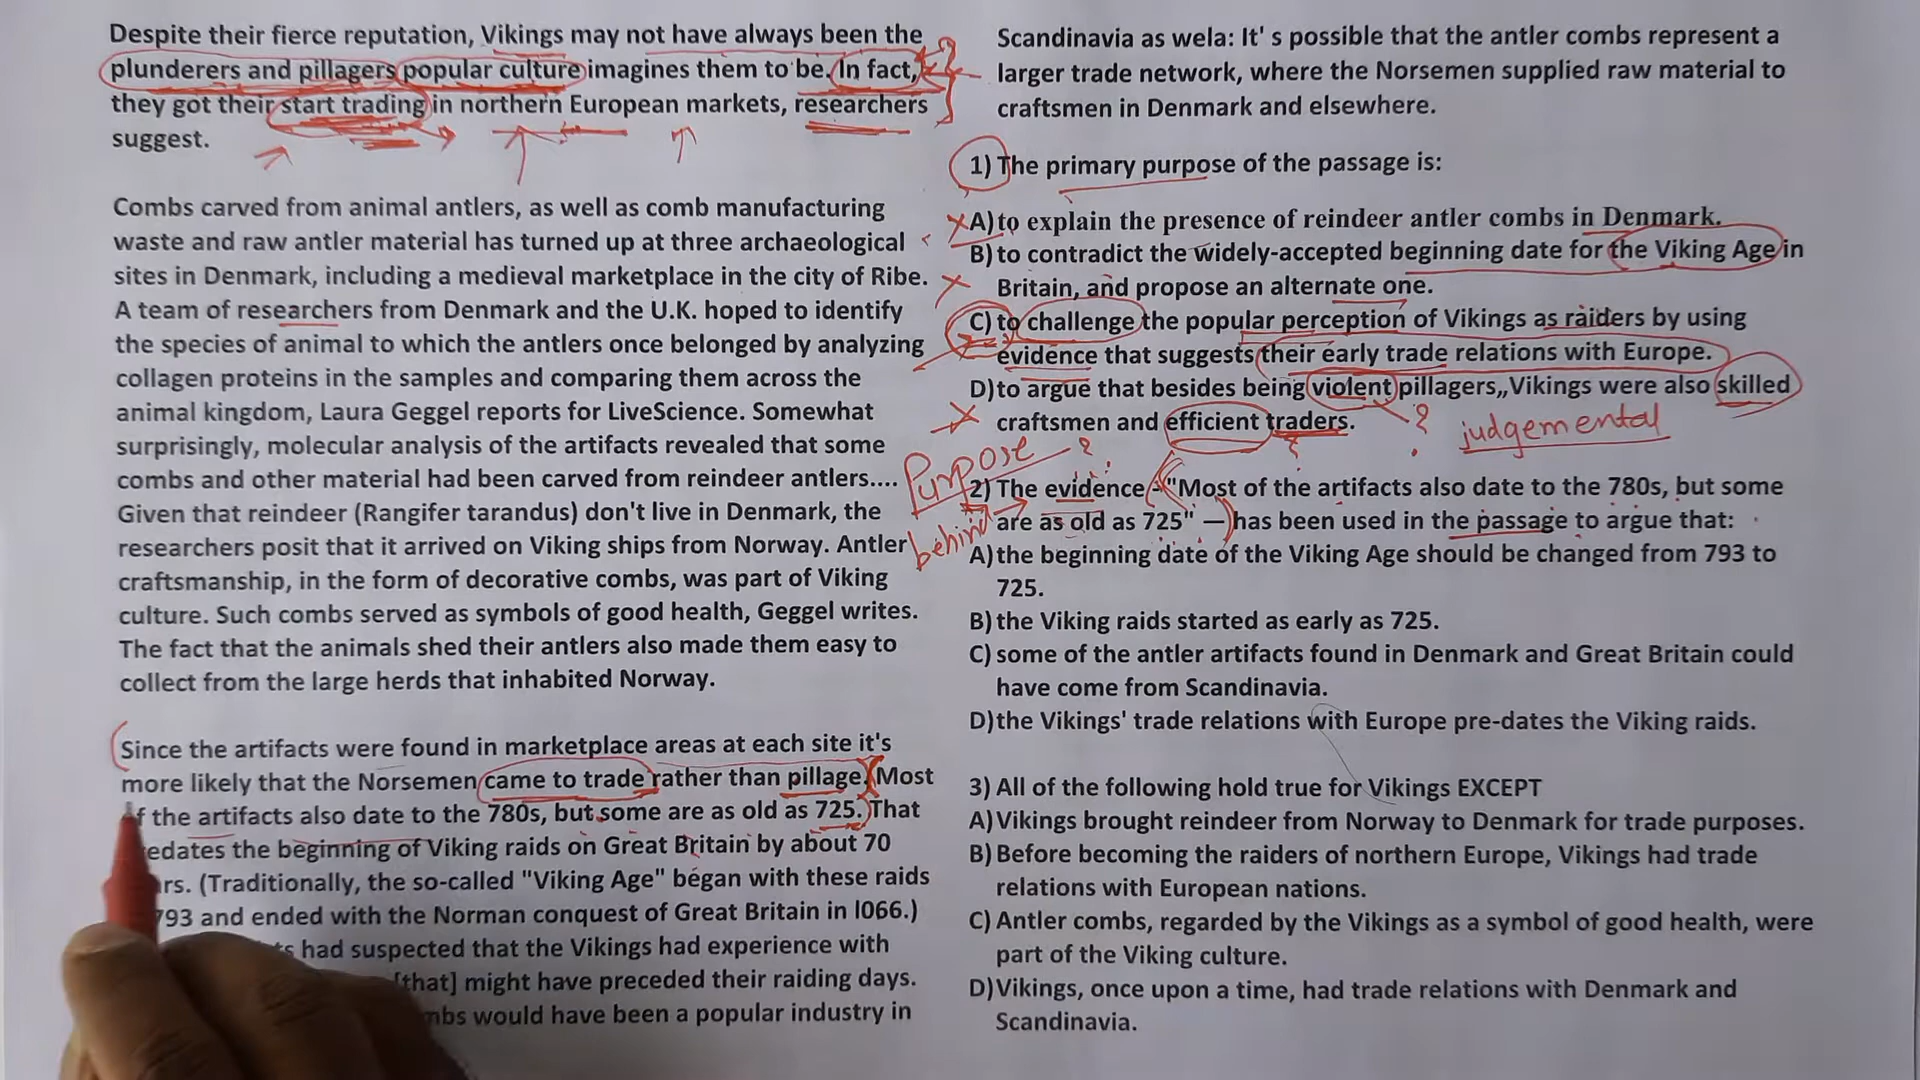 Despite their fierce reputation, Vikings may not have always been the
plunderers and pillagers popular culture imagines them to be. In fact,
they got their start trading in northern European markets, researchers
suggest.
Combs carved from animal antlers, as well as comb manufacturing
waste and raw antler material has turned up at three archaeological
sites in Denmark, including a medieval marketplace in the city of Ribe.
A team of researchers from Denmark and the U.K. hoped to identify
the species of animal to which the antlers once belonged by analyzing
collagen proteins in the samples and comparing them across the
animal kingdom, Laura Geggel reports for LiveScience. Somewhat
surprisingly, molecular analysis of the artifacts revealed that some
combs and other material had been carved from reindeer antlers....
Given that reindeer (Rangifer tarandus) don't live in Denmark, the
researchers posit that it arrived on Viking ships from Norway. Antler
craftsmanship, in the form of decorative combs, was part of Viking
culture. Such combs served as symbols of good health, Geggel writes.
The fact that the animals shed their antlers also made them easy to
collect from the large herds that inhabited Norway.
Since the artifacts were found in marketplace areas at each site it's
more likely that the Norsemen came to trade rather than pillage. Most
the artifacts also date to the 780s, but some are as old as 725. That
the beginning of Viking raids on Great Britain by about 70
(Traditionally, the so-called "Viking Age" began with these raids
793 and ended with the Norman conquest of Great Britain in l066.)
had suspected that the Vikings had experience with
[that] might have preceded their raiding days.
would have been a popular industry in
Scandinavia as wela: It' s possible that the antler combs represent a
larger trade network, where the Norsemen supplied raw material to
craftsmen in Denmark and elsewhere.
1) The primary purpose of the passage is:
A) to explain the presence of reindeer antler combs in Denmark.
B) to contradict the widely-accepted beginning date for the Viking Age in
Britain, and propose an alternate one.
C) to challenge the popular perception of Vikings as raiders by using
evidence that suggests their early trade relations with Europe.
D) to argue that besides being violent pillagers,,Vikings were also skilled
craftsmen and efficient traders.
judgemental
Purpose
behind
2) The evidence - "Most of the artifacts also date to the 780s, but some
are as old as 725" — has been used in the passage to argue that:
A) the beginning date of the Viking Age should be changed from 793 to
725.
B) the Viking raids started as early as 725.
C) some of the antler artifacts found in Denmark and Great Britain could
have come from Scandinavia.
D) the Vikings' trade relations with Europe pre-dates the Viking raids.
3) All of the following hold true for Vikings EXCEPT
A) Vikings brought reindeer from Norway to Denmark for trade purposes.
B) Before becoming the raiders of northern Europe, Vikings had trade
relations with European nations.
C) Antler combs, regarded by the Vikings as a symbol of good health, were
part of the Viking culture.
D) Vikings, once upon a time, had trade relations with Denmark and
Scandinavia.